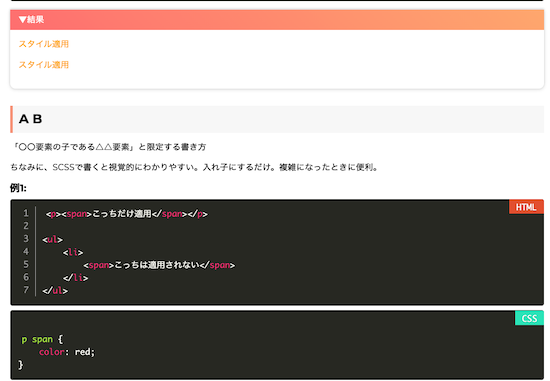 ▼結果
スタイル適用
スタイル適用
A B
「〇〇要素の子である△△要素」と限定する書き方
ちなみに、SCSSで書くと視覚的にわかりやすい。入れ子にするだけ。複雑になったときに便利。
例1:
HTML
1 <p><span>こっちだけ適用</span></p>
2
3 <ul>
4 <li>
5 <span>こっちは適用されない</span>
6 </li>
7 </ul>
CSS
p span {
color: red;
}